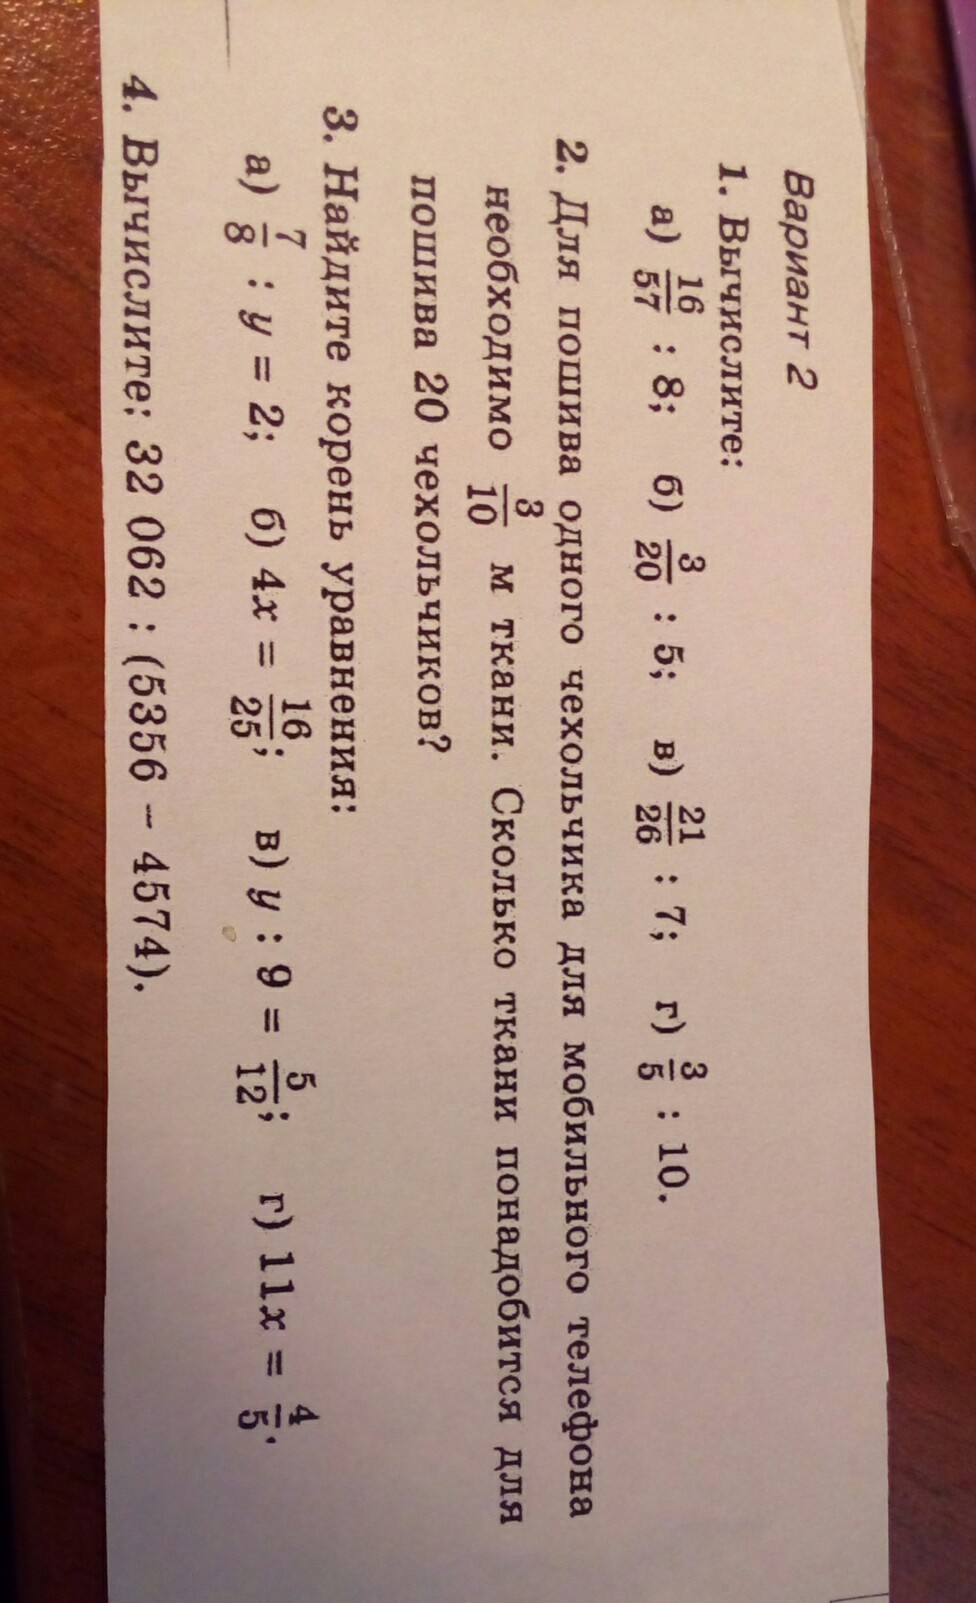 Вариант 2
1. Вычислите:
а) 16/57 : 8; б) 3/20 : 5; в) 21/26 : 7; г) 3/5 : 10.
2. Для пошива одного чехольчика для мобильного телефона
необходимо 3/10 м ткани. Сколько ткани понадобится для
пошива 20 чехольчиков?
3. Найдите корень уравнения:
а) 7/8 : y = 2; б) 4x = 16/25; в) y : 9 = 5/12; г) 11x = 4/5.
4. Вычислите: 32 062 : (5356 – 4574).